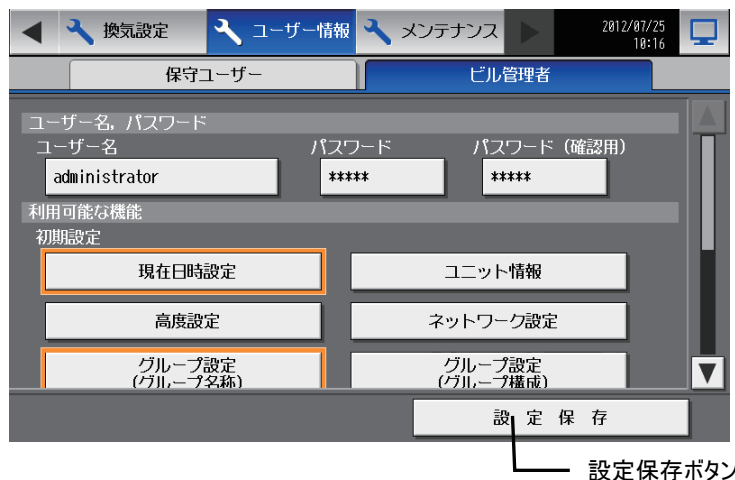 換気設定 ユーザー情報 メンテナンス 2012/07/25
10:16
保守ユーザー ビル管理者
ユーザー名, パスワード
ユーザー名 パスワード パスワード (確認用)
administrator ***** *****
利用可能な機能
初期設定
現在日時設定 ユニット情報
高度設定 ネットワーク設定
グループ設定 グループ設定
(グループ名称) (グループ構成)
設 定 保 存
設定保存ボタン